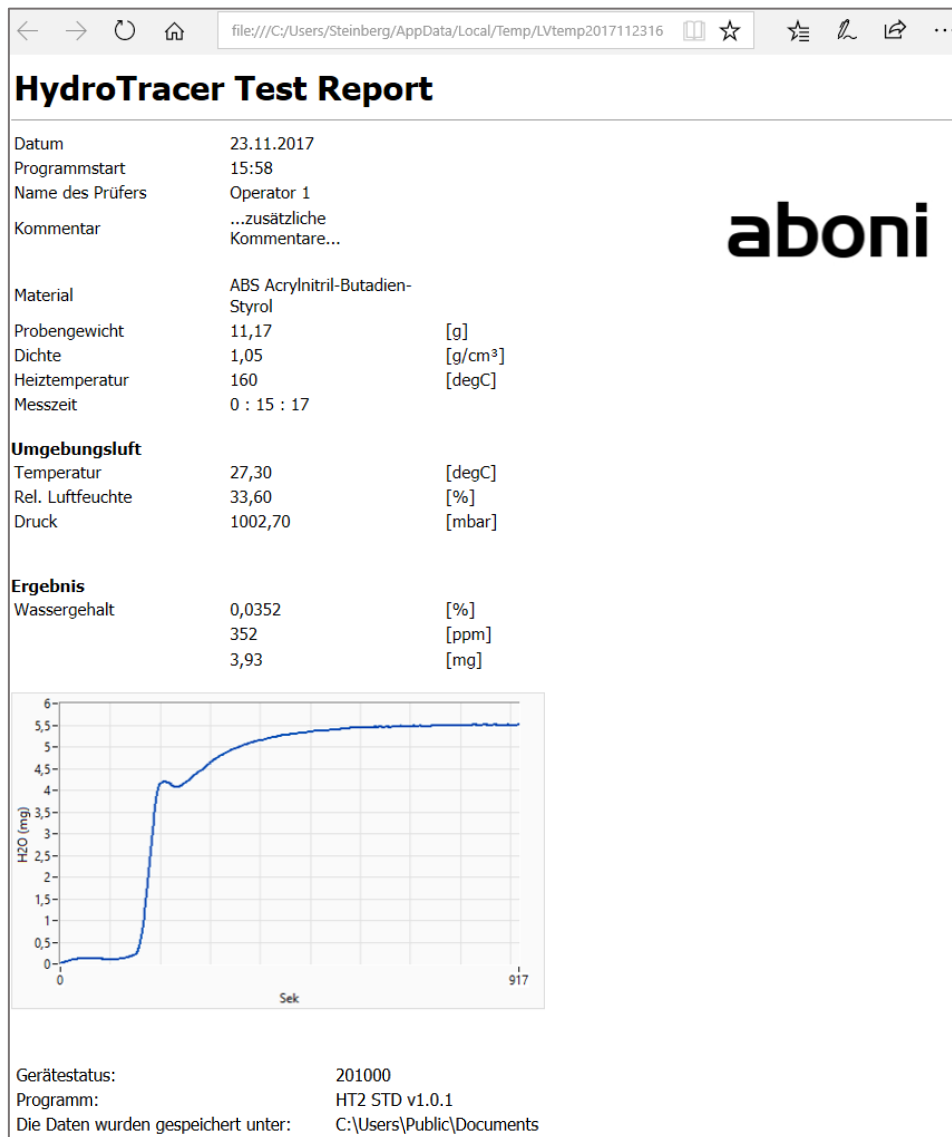 file:///C:/Users/Steinberg/AppData/Local/Temp/LVtemp2017112316
HydroTracer Test Report
Datum 23.11.2017
Programmstart 15:58
Name des Prüfers Operator 1
Kommentar ...zusätzliche
Kommentare...
aboni
Material ABS Acrylnitril-Butadien-
Styrol
Probengewicht 11,17 [g]
Dichte 1,05 [g/cm³]
Heiztemperatur 160 [degC]
Messzeit 0 : 15 : 17
Umgebungsluft
Temperatur 27,30 [degC]
Rel. Luftfeuchte 33,60 [%]
Druck 1002,70 [mbar]
Ergebnis
Wassergehalt 0,0352 [%]
352 [ppm]
3,93 [mg]
6
5,5
5
4,5
4
3,5
3
2,5
2
1,5
1
0,5
0
H2O (mg)
0 917
Sek
Gerätestatus: 201000
Programm: HT2 STD v1.0.1
Die Daten wurden gespeichert unter: C:\Users\Public\Documents